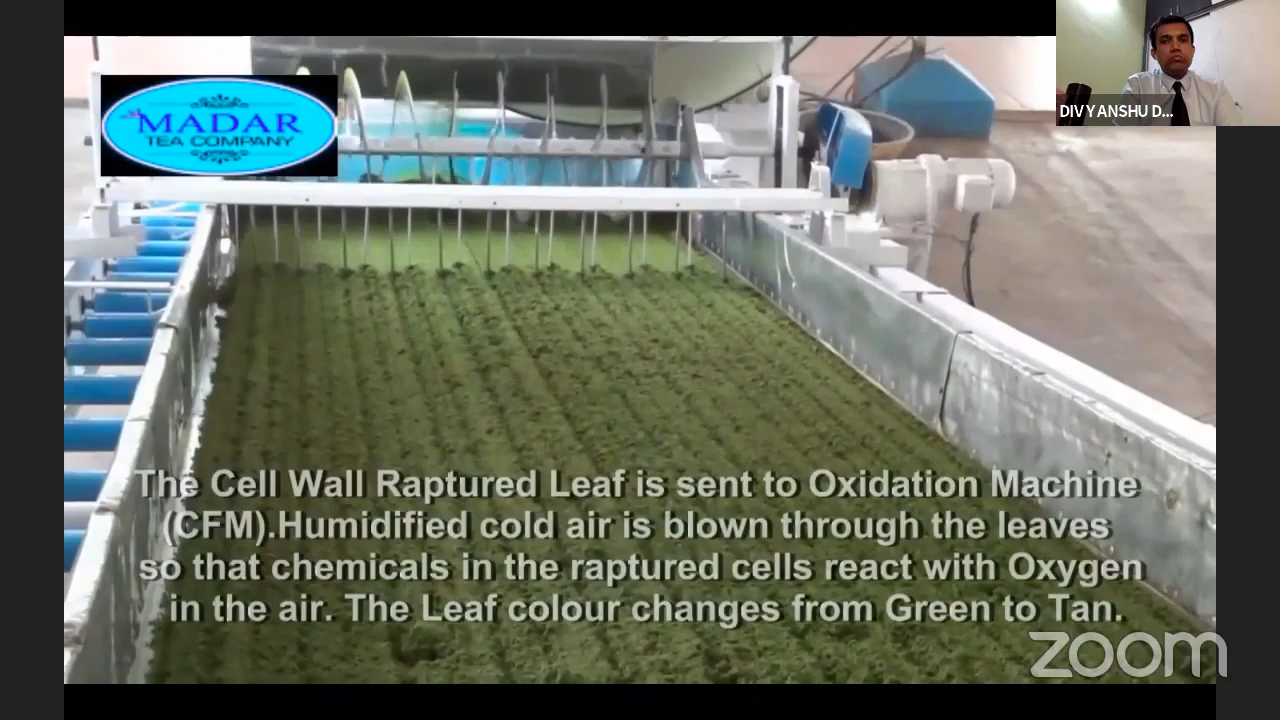 MADAR
TEA COMPANY
DIVYANSHU D...
The Cell Wall Raptured Leaf is sent to Oxidation Machine
(CFM).Humidified cold air is blown through the leaves
so that chemicals in the raptured cells react with Oxygen
in the air. The Leaf colour changes from Green to Tan.
zoom